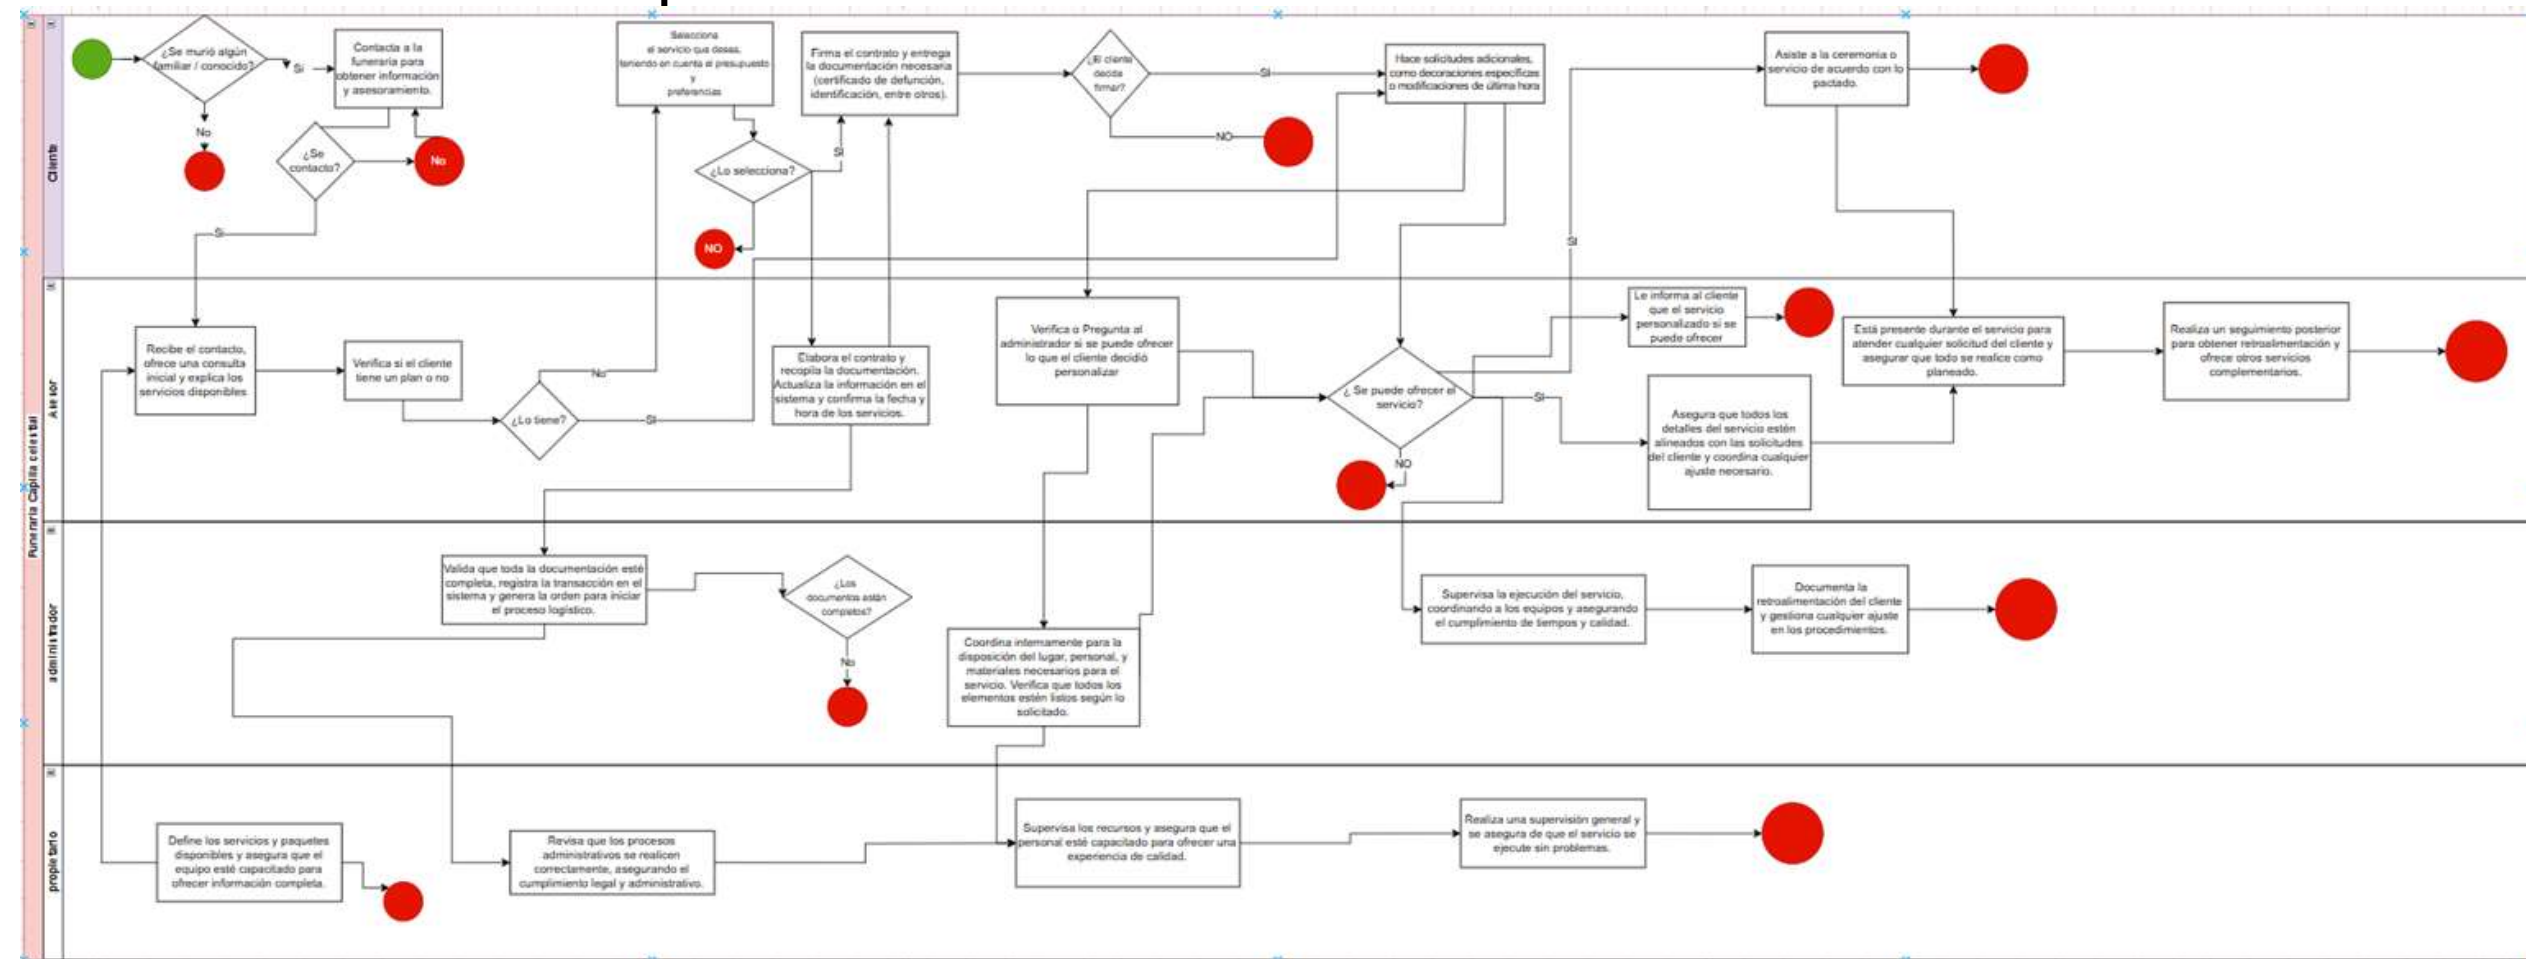 Funeraria Capilla celestial
Cliente
¿Se murió algún
familiar / conocido?
Si
No
Contacta a la
funeraria para
obtener información
y asesoramiento.
¿Se
contacto?
No
Si
Selecciona
el servicio que desea,
teniendo en cuenta el presupuesto
y
preferencias
¿Lo selecciona?
SI
NO
Firma el contrato y entrega
la documentación necesaria
(certificado de defunción,
identificación, entre otros).
¿El cliente
decide
firmar?
SI
NO
Hace solicitudes adicionales,
como decoraciones específicas
o modificaciones de última hora
SI
Asiste a la ceremonia o
servicio de acuerdo con lo
pactado.
Asesor
Recibe el contacto,
ofrece una consulta
inicial y explica los
servicios disponibles.
Verifica si el cliente
tiene un plan o no
¿Lo tiene?
No
SI
Elabora el contrato y
recopila la documentación.
Actualiza la información en el
sistema y confirma la fecha y
hora de los servicios.
Verifica o Pregunta al
administrador si se puede ofrecer
lo que el cliente decidió
personalizar
¿ Se puede ofrecer el
servicio?
SI
NO
Le informa al cliente
que el servicio
personalizado si se
puede ofrecer
Asegura que todos los
detalles del servicio estén
alineados con las solicitudes
del cliente y coordina cualquier
ajuste necesario.
Está presente durante el servicio para
atender cualquier solicitud del cliente y
asegurar que todo se realice como
planeado.
Realiza un seguimiento posterior
para obtener retroalimentación y
ofrece otros servicios
complementarios.
administrador
Valida que toda la documentación esté
completa, registra la transacción en el
sistema y genera la orden para iniciar
el proceso logístico.
¿Los
documentos están
completos?
No
Coordina internamente para la
disposición del lugar, personal, y
materiales necesarios para el
servicio. Verifica que todos los
elementos estén listos según lo
solicitado.
Supervisa la ejecución del servicio,
coordinando a los equipos y asegurando
el cumplimiento de tiempos y calidad.
Documenta la
retroalimentación del cliente
y gestiona cualquier ajuste
en los procedimientos.
propietario
Define los servicios y paquetes
disponibles y asegura que el
equipo esté capacitado para
ofrecer información completa.
Revisa que los procesos
administrativos se realicen
correctamente, asegurando el
cumplimiento legal y administrativo.
Supervisa los recursos y asegura que el
personal esté capacitado para ofrecer una
experiencia de calidad.
Realiza una supervisión general y
se asegura de que el servicio se
ejecute sin problemas.